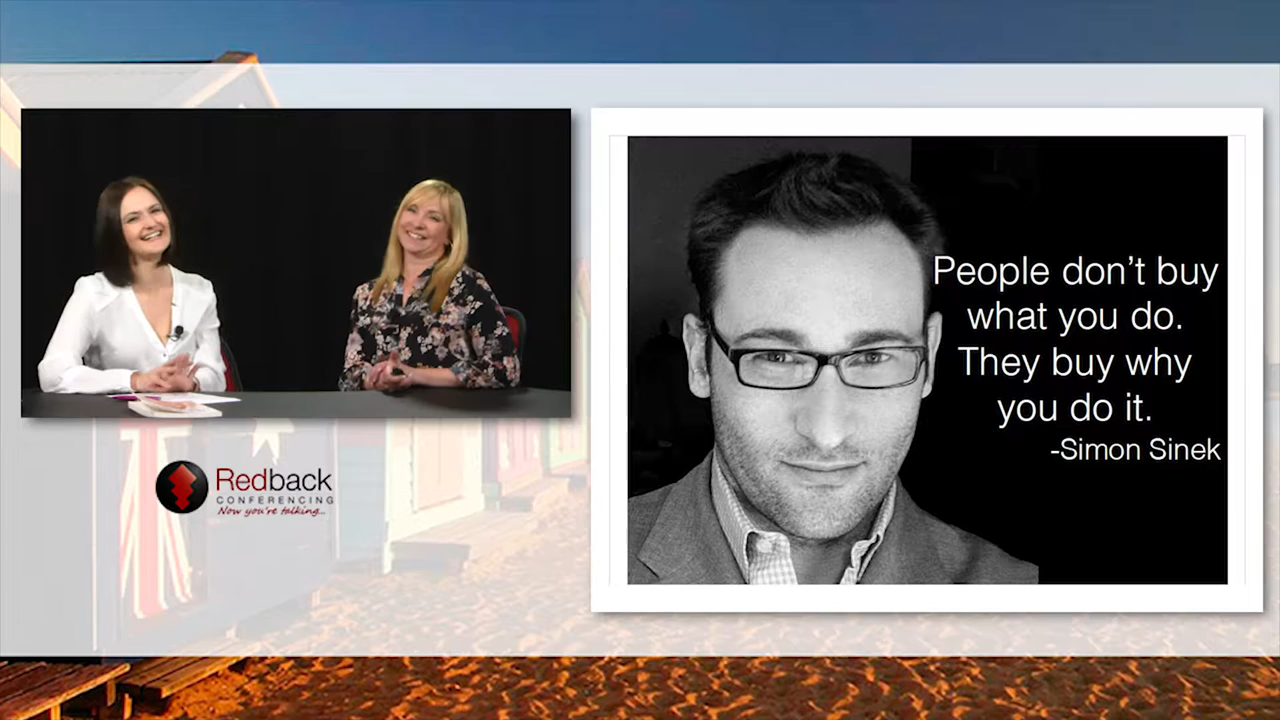 Redback
CONFERENCING
Now you're talking...
People don't buy
what you do.
They buy why
you do it.
-Simon Sinek